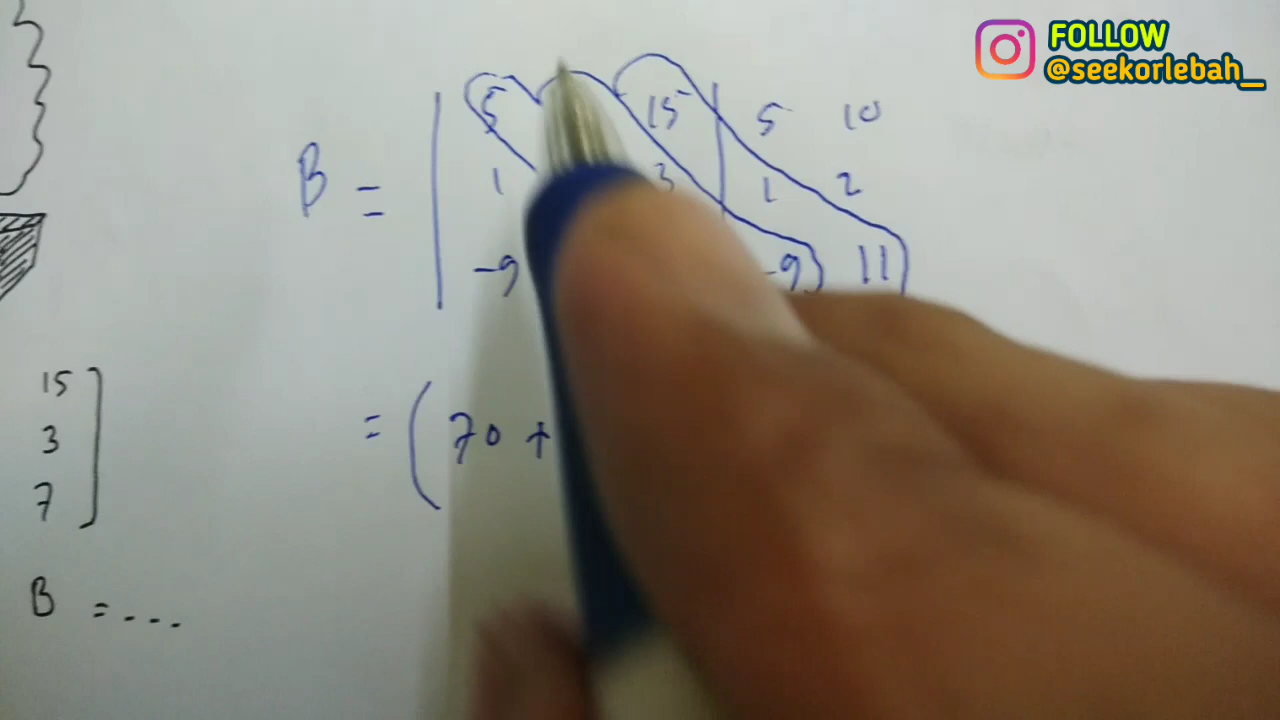 FOLLOW
@seekorlebah_
B = | 5 15 | 5 10
1 3 | 1 2
-9 -9 11
= ( 70 +
15
3
7
B = ...